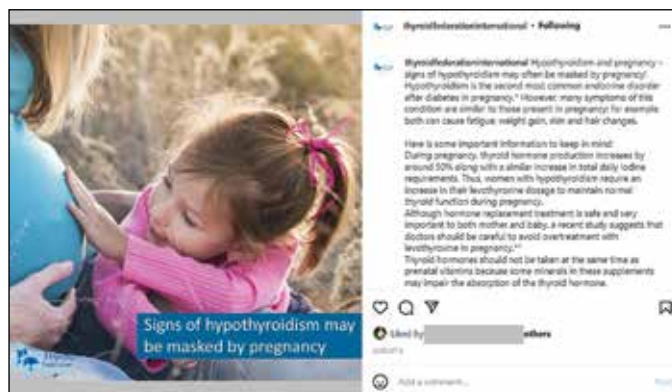 thyroidfederationinternational • Following
thyroidfederationinternational Hypothyroidism and pregnancy –
signs of hypothyroidism may often be masked by pregnancy!
Hypothyroidism is the second most common endocrine disorder
after diabetes in pregnancy.* However, many symptoms of this
condition are similar to those present in pregnancy: for example
both can cause fatigue, weight gain, skin and hair changes.
Here is some important information to keep in mind:
During pregnancy, thyroid hormone production increases by
around 50% along with a similar increase in total daily iodine
requirements. Thus, women with hypothyroidism require an
increase in their levothyroxine dosage to maintain normal
thyroid function during pregnancy.
Although hormone replacement treatment is safe and very
important to both mother and baby, a recent study suggests that
doctors should be careful to avoid overtreatment with
levothyroxine in pregnancy.
Thyroid hormones should not be taken at the same time as
prenatal vitamins because some minerals in these supplements
may impair the absorption of the thyroid hormone.
Signs of hypothyroidism may
be masked by pregnancy
Liked by others
Add a comment...